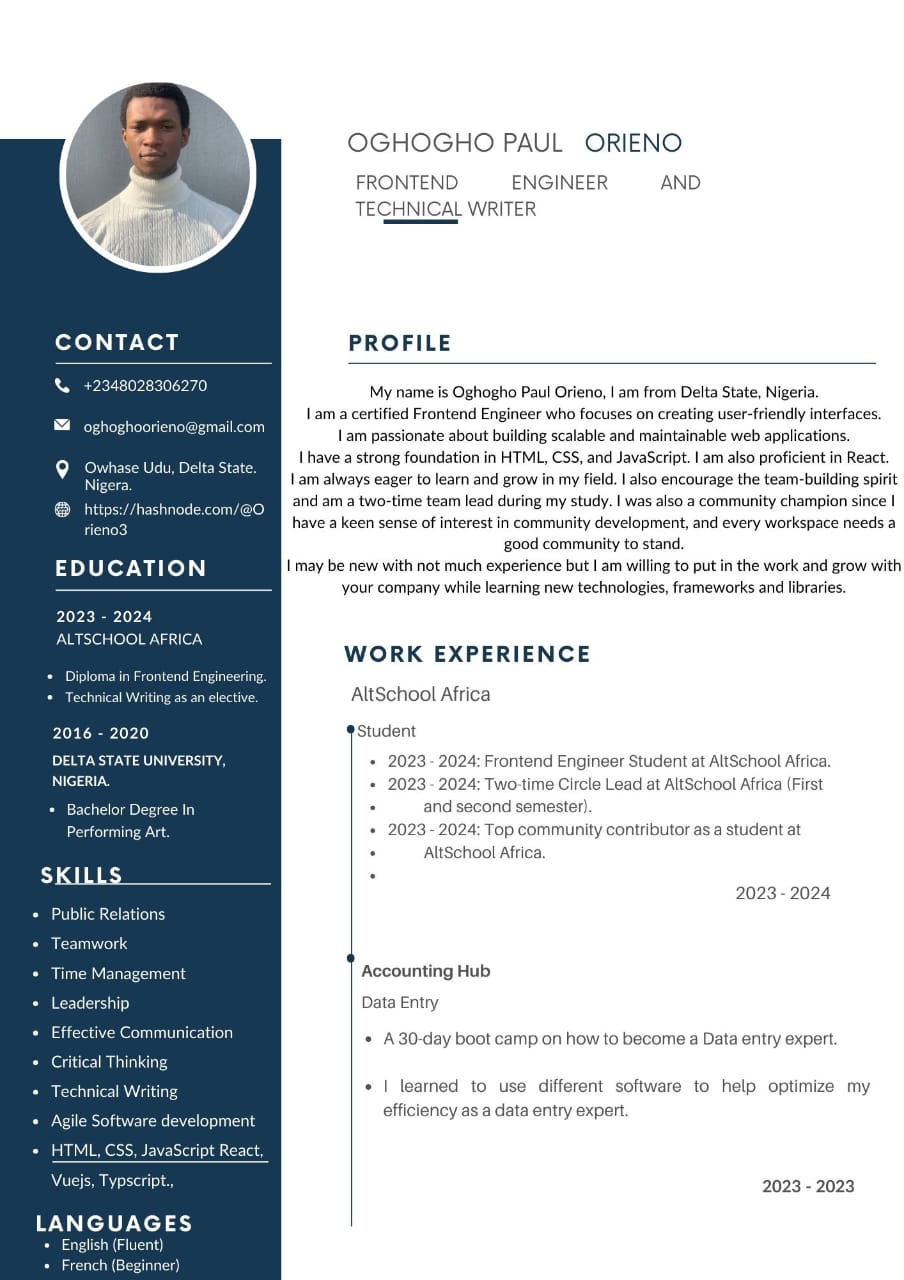 OGHOGHO PAUL ORIENO
FRONTEND ENGINEER AND
TECHNICAL WRITER
CONTACT
+2348028306270
oghoghoorieno@gmail.com
Owhase Udu, Delta State.
Nigera.
https://hashnode.com/@O
rieno3
EDUCATION
2023 - 2024
ALTSCHOOL AFRICA
• Diploma in Frontend Engineering.
• Technical Writing as an elective.
2016 - 2020
DELTA STATE UNIVERSITY,
NIGERIA.
• Bachelor Degree In
Performing Art.
SKILLS
• Public Relations
• Teamwork
• Time Management
• Leadership
• Effective Communication
• Critical Thinking
• Technical Writing
• Agile Software development
• HTML, CSS, JavaScript React,
Vuejs, Typscript.,
LANGUAGES
• English (Fluent)
• French (Beginner)
PROFILE
My name is Oghogho Paul Orieno, I am from Delta State, Nigeria.
I am a certified Frontend Engineer who focuses on creating user-friendly interfaces.
I am passionate about building scalable and maintainable web applications.
I have a strong foundation in HTML, CSS, and JavaScript. I am also proficient in React.
I am always eager to learn and grow in my field. I also encourage the team-building spirit
and am a two-time team lead during my study. I was also a community champion since I
have a keen sense of interest in community development, and every workspace needs a
good community to stand.
I may be new with not much experience but I am willing to put in the work and grow with
your company while learning new technologies, frameworks and libraries.
WORK EXPERIENCE
AltSchool Africa
Student
• 2023 - 2024: Frontend Engineer Student at AltSchool Africa.
• 2023 - 2024: Two-time Circle Lead at AltSchool Africa (First
• and second semester).
• 2023 - 2024: Top community contributor as a student at
• AltSchool Africa.
•
2023 - 2024
Accounting Hub
Data Entry
• A 30-day boot camp on how to become a Data entry expert.
• I learned to use different software to help optimize my
efficiency as a data entry expert.
2023 - 2023